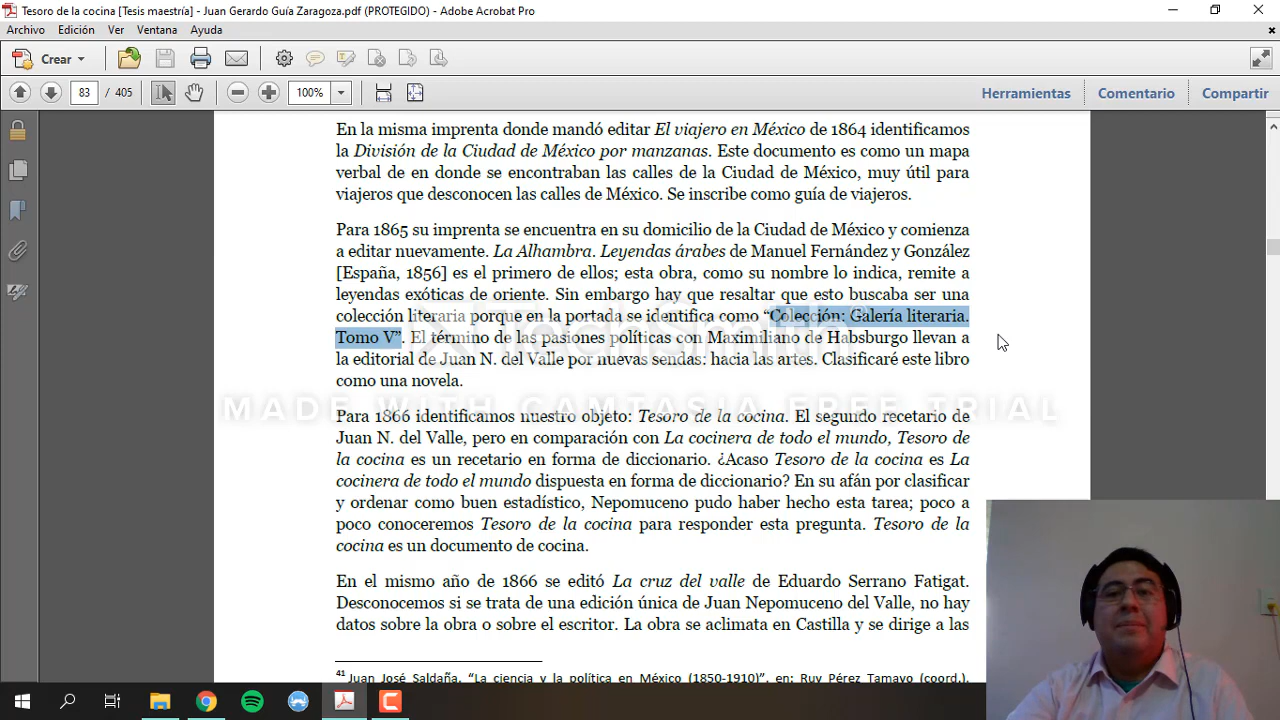 Tesoro de la cocina [Tesis maestría] - Juan Gerardo Guía Zaragoza.pdf (PROTEGIDO) - Adobe Acrobat Pro
Archivo Edición Ver Ventana Ayuda
Crear
83 / 405 100% Herramientas Comentario Compartir
En la misma imprenta donde mandó editar El viajero en México de 1864 identificamos
la División de la Ciudad de México por manzanas. Este documento es como un mapa
verbal de en donde se encontraban las calles de la Ciudad de México, muy útil para
viajeros que desconocen las calles de México. Se inscribe como guía de viajeros.
Para 1865 su imprenta se encuentra en su domicilio de la Ciudad de México y comienza
a editar nuevamente. La Alhambra. Leyendas árabes de Manuel Fernández y González
[España, 1856] es el primero de ellos; esta obra, como su nombre lo indica, remite a
leyendas exóticas de oriente. Sin embargo hay que resaltar que esto buscaba ser una
colección literaria porque en la portada se identifica como “Colección: Galería literaria.
Tomo V”. El término de las pasiones políticas con Maximiliano de Habsburgo llevan a
la editorial de Juan N. del Valle por nuevas sendas: hacia las artes. Clasificaré este libro
como una novela.
TechSmith
MADE WITH CAMTASIA FREE TRIAL
Para 1866 identificamos nuestro objeto: Tesoro de la cocina. El segundo recetario de
Juan N. del Valle, pero en comparación con La cocinera de todo el mundo, Tesoro de
la cocina es un recetario en forma de diccionario. ¿Acaso Tesoro de la cocina es La
cocinera de todo el mundo dispuesta en forma de diccionario? En su afán por clasificar
y ordenar como buen estadístico, Nepomuceno pudo haber hecho esta tarea; poco a
poco conoceremos Tesoro de la cocina para responder esta pregunta. Tesoro de la
cocina es un documento de cocina.
En el mismo año de 1866 se editó La cruz del valle de Eduardo Serrano Fatigat.
Desconocemos si se trata de una edición única de Juan Nepomuceno del Valle, no hay
datos sobre la obra o sobre el escritor. La obra se aclimata en Castilla y se dirige a las
41 Juan José Saldaña, “La ciencia y la política en México (1850-1910)”, en: Ruy Pérez Tamayo (coord.),